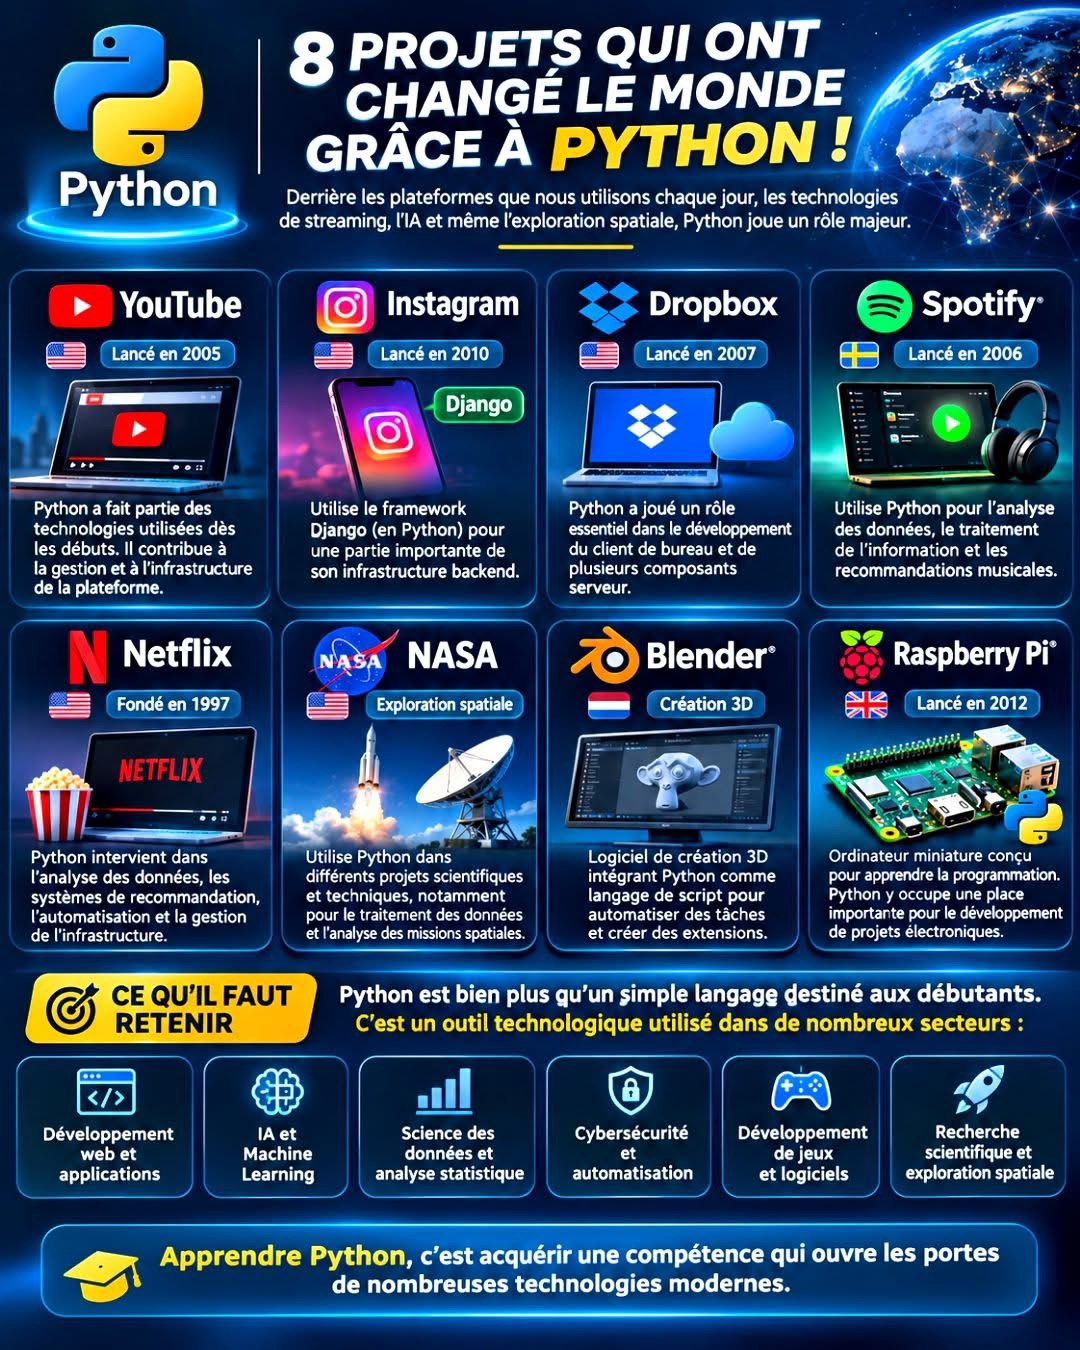 Python
8 PROJETS QUI ONT
CHANGÉ LE MONDE
GRÂCE À PYTHON !
Derrière les plateformes que nous utilisons chaque jour, les technologies
de streaming, l'IA et même l'exploration spatiale, Python joue un rôle majeur.
YouTube
Lancé en 2005
Python a fait partie des
technologies utilisées dès
les débuts. Il contribue à
la gestion et à l'infrastructure
de la plateforme.
Instagram
Lancé en 2010
Django
Utilise le framework
Django (en Python) pour
une partie importante de
son infrastructure backend.
Dropbox
Lancé en 2007
Python a joué un rôle
essentiel dans le développement
du client de bureau et de
plusieurs composants
serveur.
Spotify®
Lancé en 2006
Utilise Python pour l'analyse
des données, le traitement
de l'information et les
recommandations musicales.
Netflix
Fondé en 1997
NETFLIX
Python intervient dans
l'analyse des données, les
systèmes de recommandation,
l'automatisation et la gestion
de l'infrastructure.
NASA NASA
Exploration spatiale
Utilise Python dans
différents projets scientifiques
et techniques, notamment
pour le traitement des données
et l'analyse des missions spatiales.
Blender®
Création 3D
Logiciel de création 3D
intégrant Python comme
langage de script pour
automatiser des tâches
et créer des extensions.
Raspberry Pi®
Lancé en 2012
Ordinateur miniature conçu
pour apprendre la programmation.
Python y occupe une place
importante pour le développement
de projets électroniques.
CE QU'IL FAUT
RETENIR
Python est bien plus qu'un simple langage destiné aux débutants.
C'est un outil technologique utilisé dans de nombreux secteurs :
</>
Développement
web et
applications
IA et
Machine
Learning
Science des
données et
analyse statistique
Cybersécurité
et
automatisation
Développement
de jeux
et logiciels
Recherche
scientifique et
exploration spatiale
Apprendre Python, c'est acquérir une compétence qui ouvre les portes
de nombreuses technologies modernes.